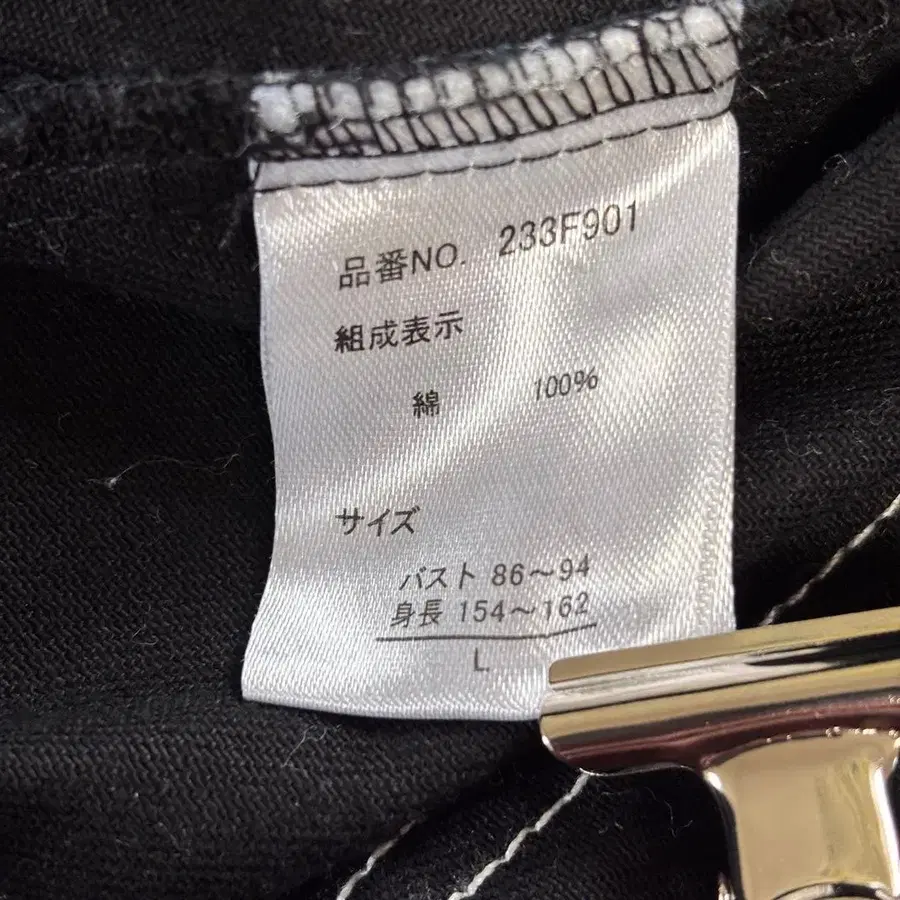 品番NO. 233F901
組成表示
綿 100%
サイズ
バスト 86～94
身長 154～162
L